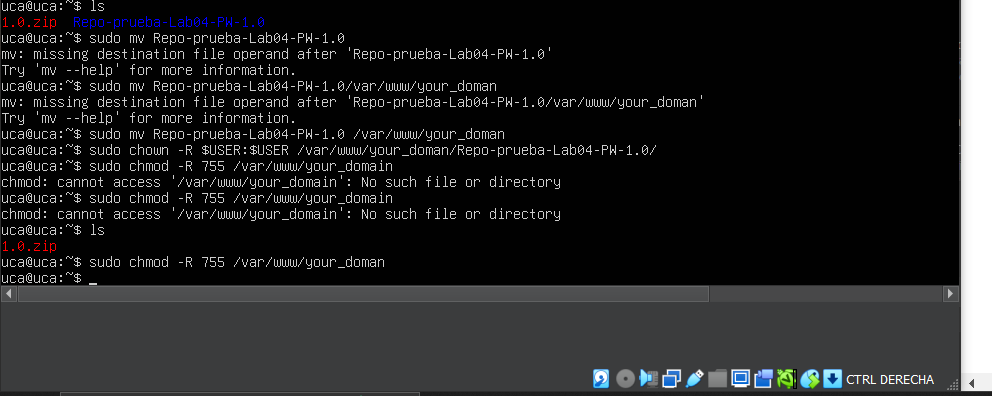 uca@uca:~$ ls
1.0.zip  Repo-prueba-Lab04-PW-1.0
uca@uca:~$ sudo mv Repo-prueba-Lab04-PW-1.0
mv: missing destination file operand after 'Repo-prueba-Lab04-PW-1.0'
Try 'mv --help' for more information.
uca@uca:~$ sudo mv Repo-prueba-Lab04-PW-1.0/var/www/your_doman
mv: missing destination file operand after 'Repo-prueba-Lab04-PW-1.0/var/www/your_doman'
Try 'mv --help' for more information.
uca@uca:~$ sudo mv Repo-prueba-Lab04-PW-1.0 /var/www/your_doman
uca@uca:~$ sudo chown -R $USER:$USER /var/www/your_doman/Repo-prueba-Lab04-PW-1.0/
uca@uca:~$ sudo chmod -R 755 /var/www/your_domain
chmod: cannot access '/var/www/your_domain': No such file or directory
uca@uca:~$ sudo chmod -R 755 /var/www/your_domain
chmod: cannot access '/var/www/your_domain': No such file or directory
uca@uca:~$ ls
1.0.zip
uca@uca:~$ sudo chmod -R 755 /var/www/your_doman
uca@uca:~$ _
CTRL DERECHA